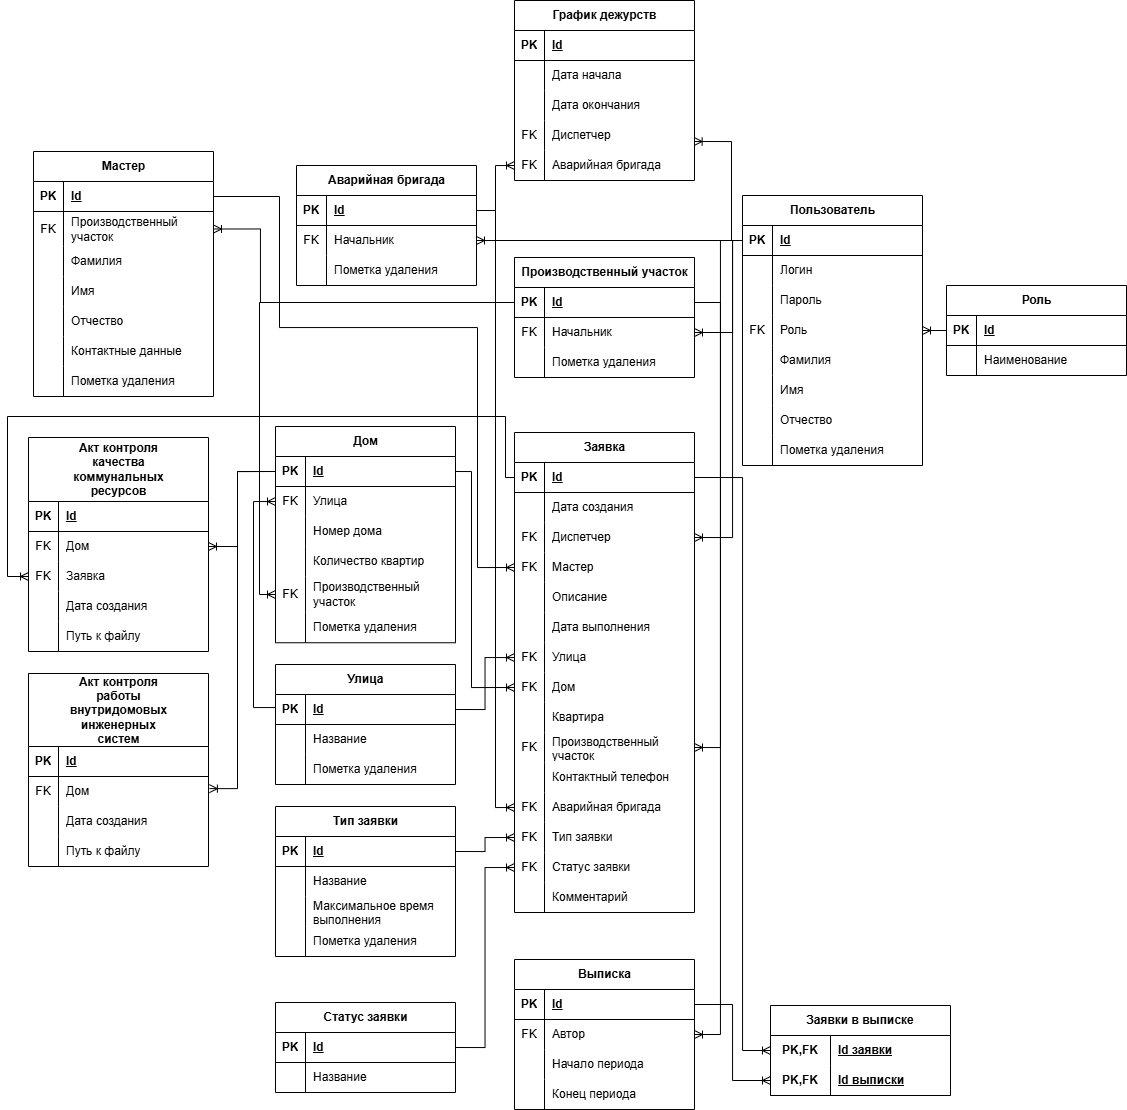 График дежурств
PK Id
Дата начала
Дата окончания
FK Диспетчер
FK Аварийная бригада
Мастер
PK Id
FK Производственный
участок
Фамилия
Имя
Отчество
Контактные данные
Пометка удаления
Аварийная бригада
PK Id
FK Начальник
Пометка удаления
Производственный участок
PK Id
FK Начальник
Пометка удаления
Пользователь
PK Id
Логин
Пароль
FK Роль
Фамилия
Имя
Отчество
Пометка удаления
Роль
PK Id
Наименование
Акт контроля
качества
коммунальных
ресурсов
PK Id
FK Дом
FK Заявка
Дата создания
Путь к файлу
Дом
PK Id
FK Улица
Номер дома
Количество квартир
FK Производственный
участок
Пометка удаления
Заявка
PK Id
Дата создания
FK Диспетчер
FK Мастер
Описание
Дата выполнения
FK Улица
FK Дом
Квартира
FK Производственный
участок
Контактный телефон
FK Аварийная бригада
FK Тип заявки
FK Статус заявки
Комментарий
Акт контроля
работы
внутридомовых
инженерных
систем
PK Id
FK Дом
Дата создания
Путь к файлу
Улица
PK Id
Название
Пометка удаления
Тип заявки
PK Id
Название
Максимальное время
выполнения
Пометка удаления
Статус заявки
PK Id
Название
Выписка
PK Id
FK Автор
Начало периода
Конец периода
Заявки в выписке
PK,FK Id заявки
PK,FK Id выписки